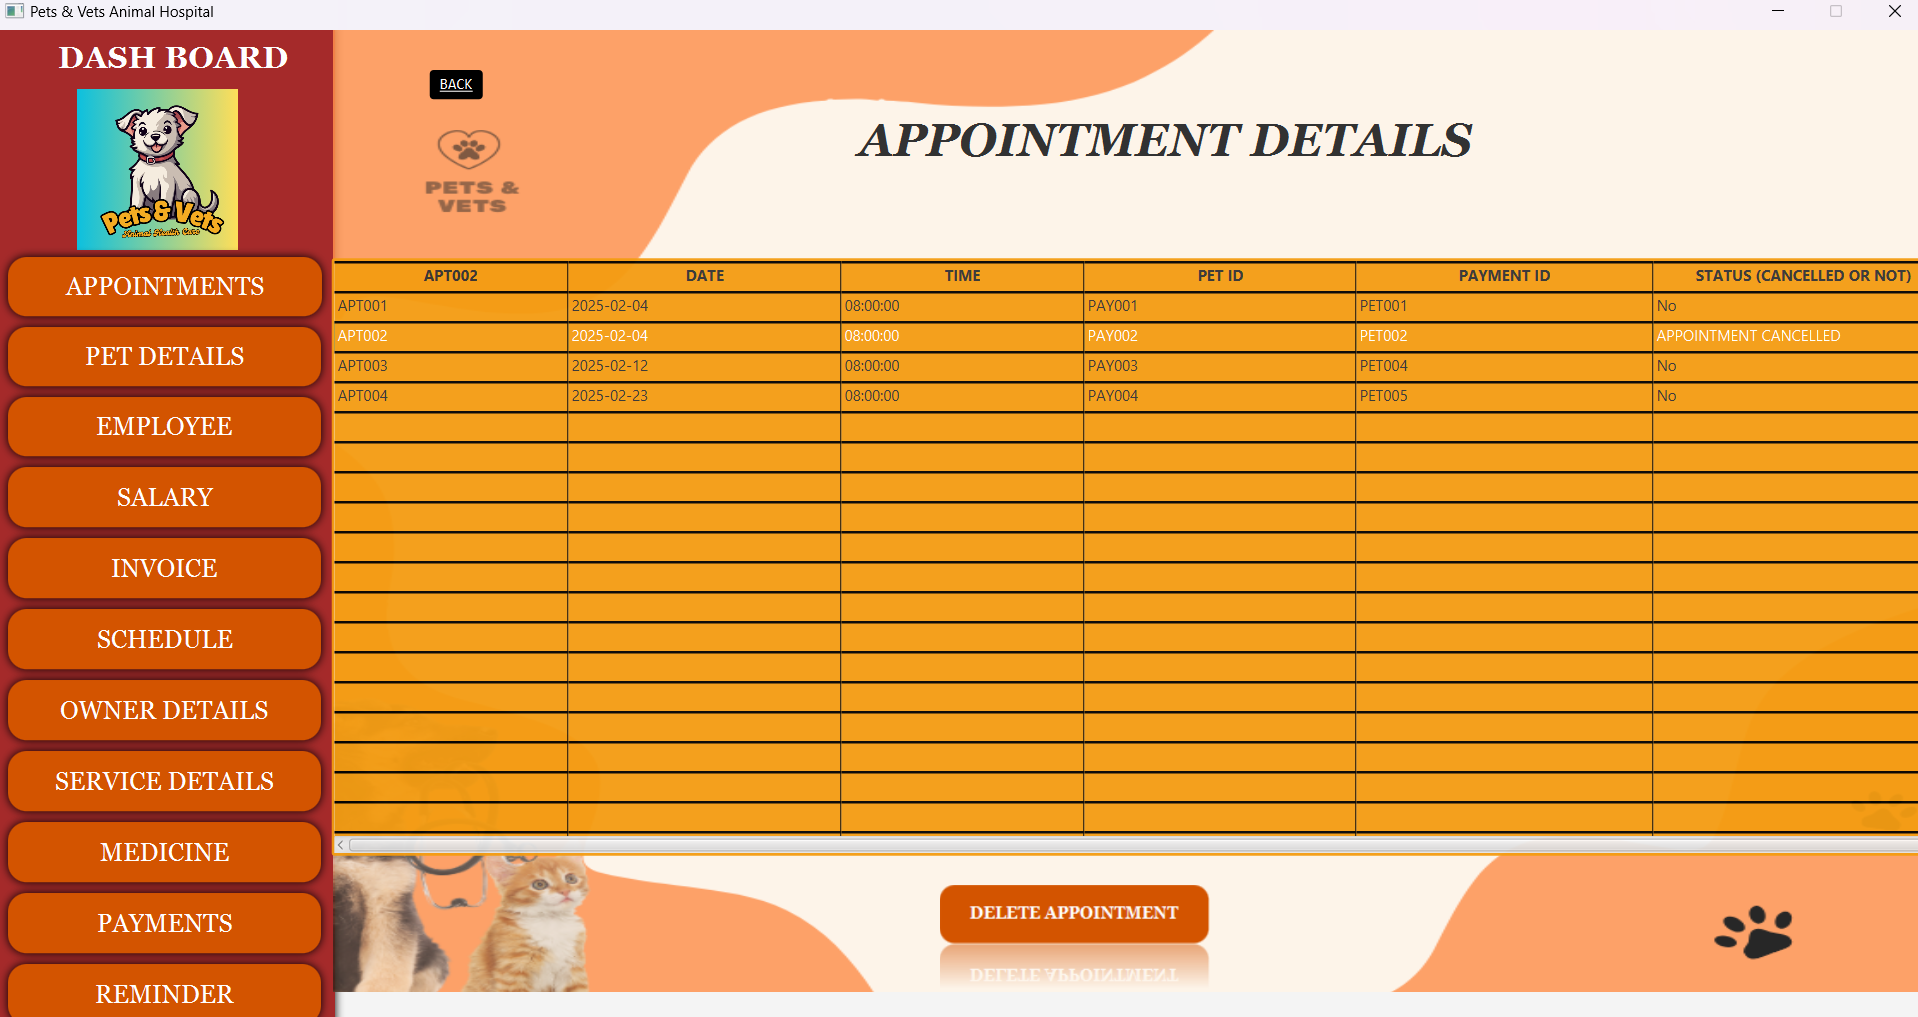 Pets & Vets Animal Hospital
DASH BOARD
Pets & Vets
Animal Health Care
APPOINTMENTS
PET DETAILS
EMPLOYEE
SALARY
INVOICE
SCHEDULE
OWNER DETAILS
SERVICE DETAILS
MEDICINE
PAYMENTS
REMINDER
BACK
PETS &
VETS
APPOINTMENT DETAILS
APT002 DATE TIME PET ID PAYMENT ID STATUS (CANCELLED OR NOT)
APT001 2025-02-04 08:00:00 PAY001 PET001 No
APT002 2025-02-04 08:00:00 PAY002 PET002 APPOINTMENT CANCELLED
APT003 2025-02-12 08:00:00 PAY003 PET004 No
APT004 2025-02-23 08:00:00 PAY004 PET005 No
DELETE APPOINTMENT